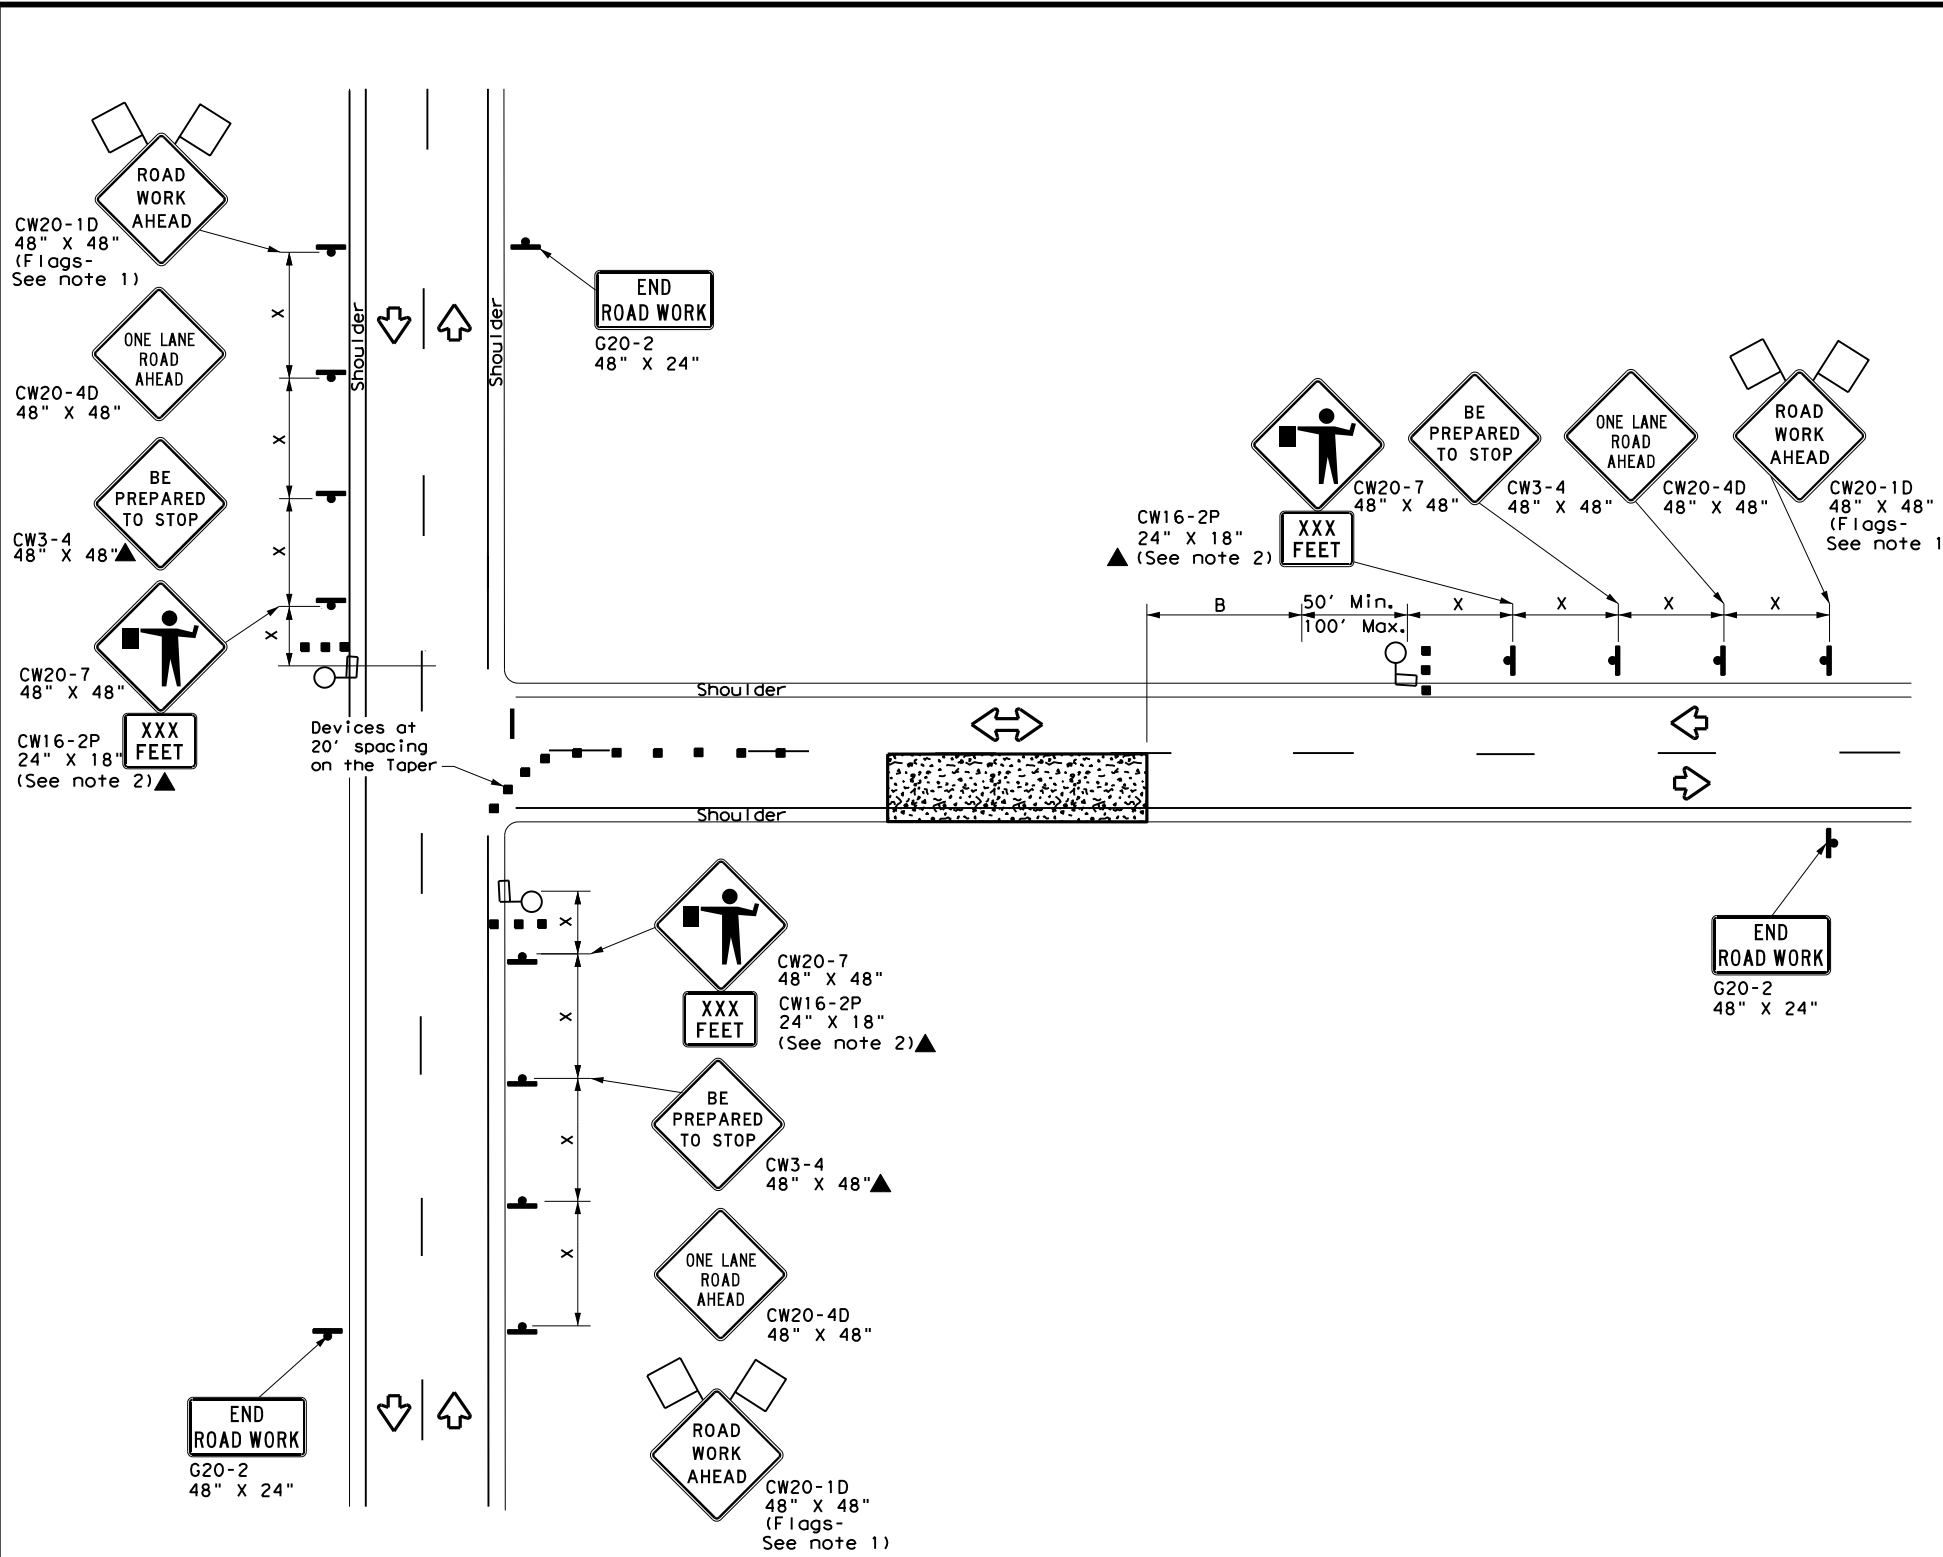 ROAD
WORK
AHEAD
CW20-1D
48" X 48"
(Flags-
See note 1)
X
ONE LANE
ROAD
AHEAD
CW20-4D
48" X 48"
X
BE
PREPARED
TO STOP
CW3-4
48" X 48"
X
CW20-7
48" X 48"
X
XXX
FEET
CW16-2P
24" X 18"
(See note 2)
Shoulder
Shoulder
END
ROAD WORK
G20-2
48" X 24"
Devices at
20' spacing
on the Taper
Shoulder
Shoulder
CW20-7
48" X 48"
XXX
FEET
CW16-2P
24" X 18"
(See note 2)
BE
PREPARED
TO STOP
CW3-4
48" X 48"
ONE LANE
ROAD
AHEAD
CW20-4D
48" X 48"
ROAD
WORK
AHEAD
CW20-1D
48" X 48"
(Flags-
See note 1
B
50' Min.
100' Max.
X
X
X
X
END
ROAD WORK
G20-2
48" X 24"
X
CW20-7
48" X 48"
XXX
FEET
CW16-2P
24" X 18"
(See note 2)
X
BE
PREPARED
TO STOP
CW3-4
48" X 48"
X
ONE LANE
ROAD
AHEAD
CW20-4D
48" X 48"
X
ROAD
WORK
AHEAD
CW20-1D
48" X 48"
(Flags-
See note 1)
END
ROAD WORK
G20-2
48" X 24"